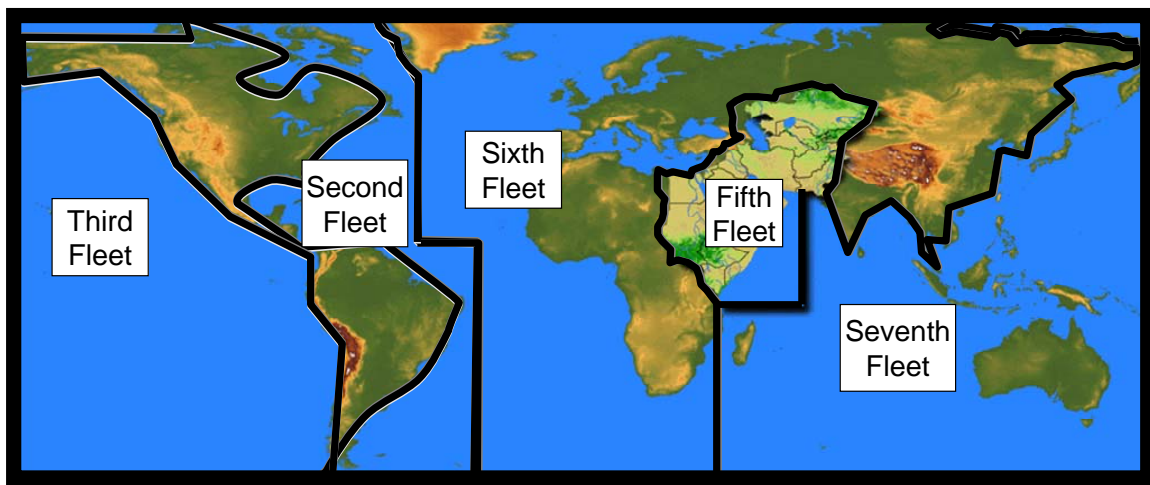 Third
Fleet
Second
Fleet
Sixth
Fleet
Fifth
Fleet
Seventh
Fleet